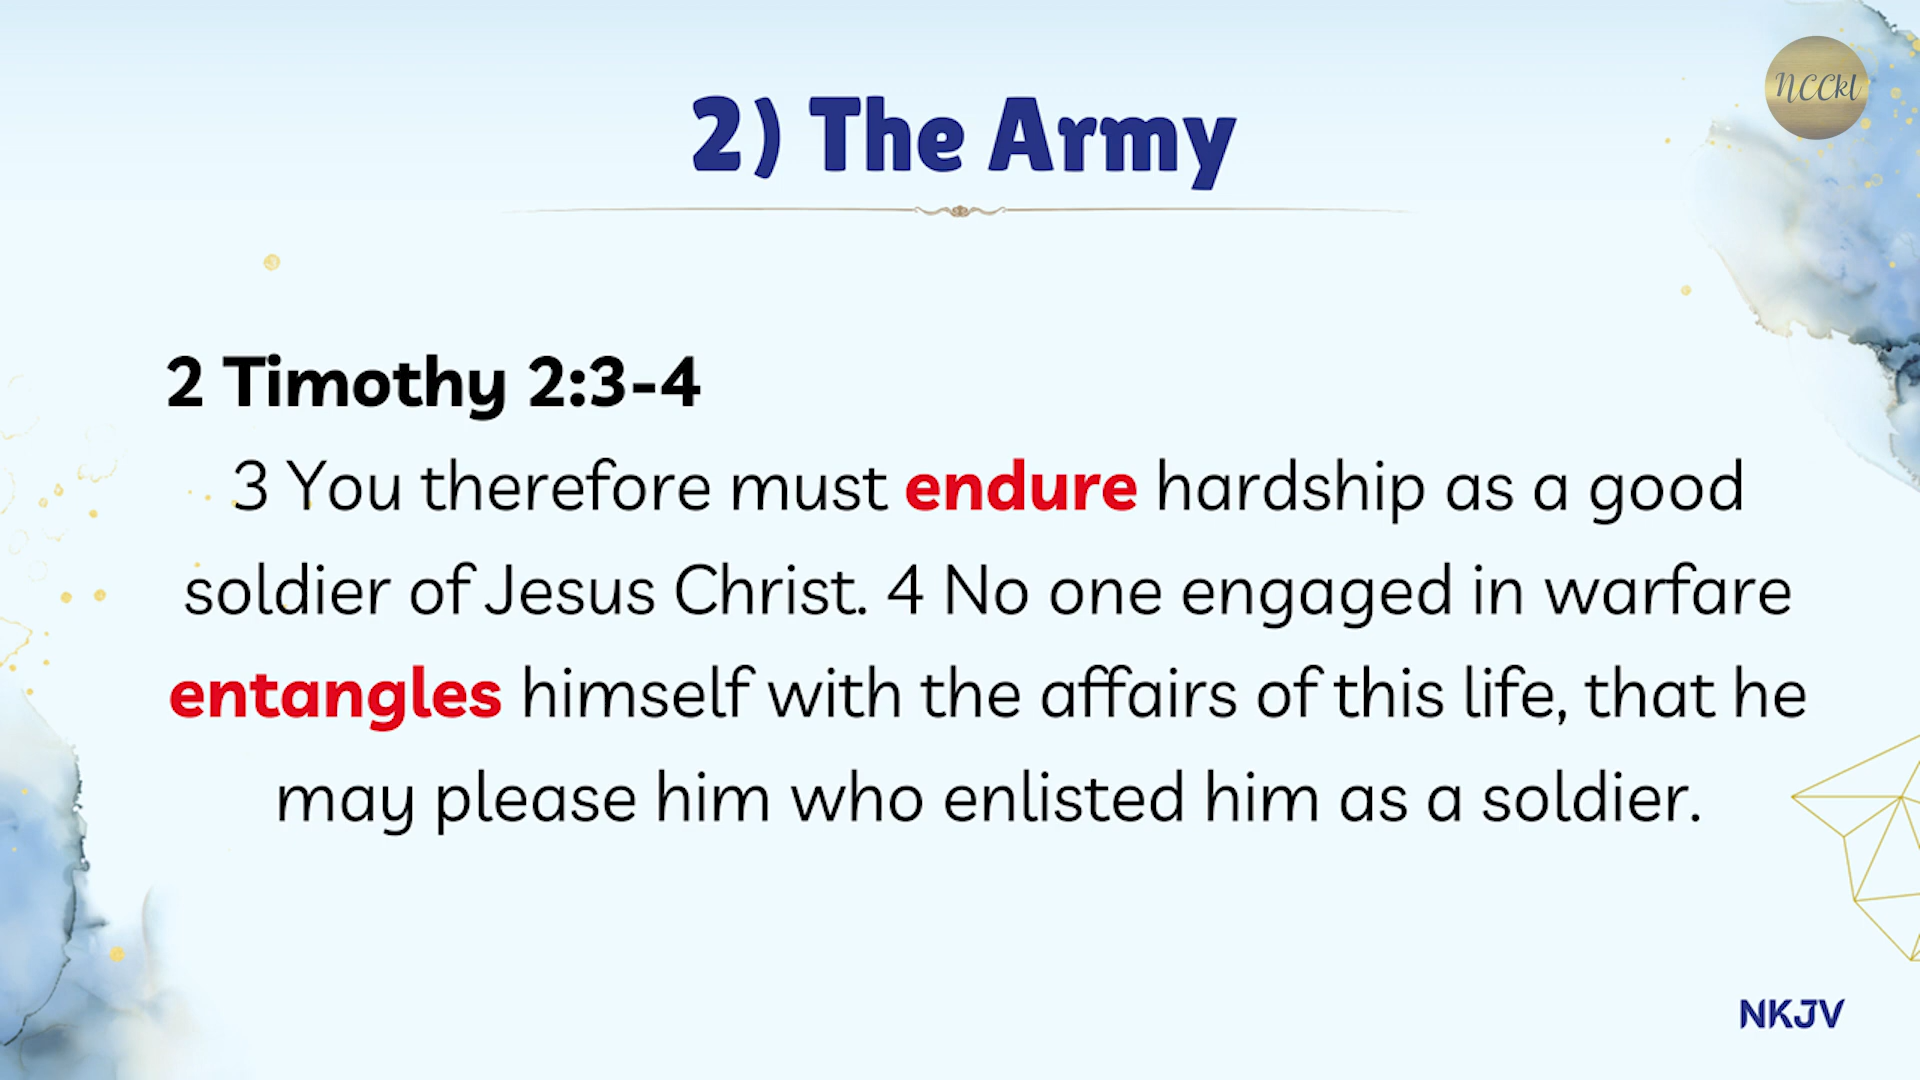 NCCkl
2) The Army
2 Timothy 2:3-4
3 You therefore must endure hardship as a good
soldier of Jesus Christ. 4 No one engaged in warfare
entangles himself with the affairs of this life, that he
may please him who enlisted him as a soldier.
NKJV